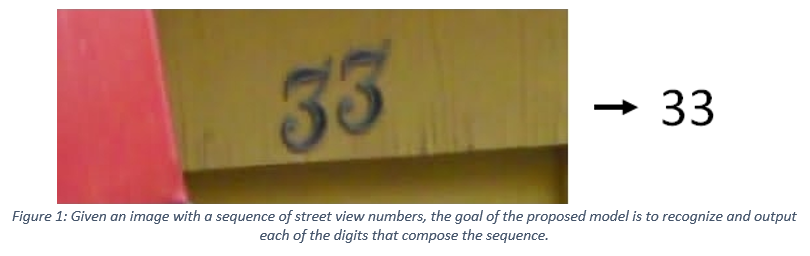 33
→ 33
Figure 1: Given an image with a sequence of street view numbers, the goal of the proposed model is to recognize and output
each of the digits that compose the sequence.